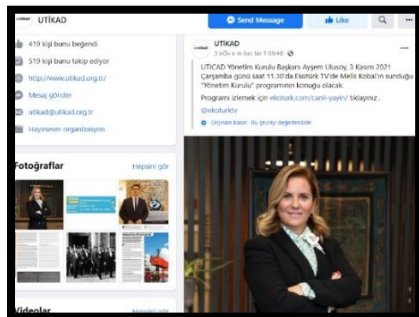 UTİKAD
Send Message
Like
419 kişi bunu beğendi
519 kişi bunu takip ediyor
http://www.utikad.org.tr/
Mesaj gönder
utikad@utikad.org.tr
Hayırsever organizasyon
Fotoğraflar
Hepsini gör
Videolar
UTİKAD
UTİKAD Yönetim Kurulu Başkanı Ayşem Ulusoy, 3 Kasım 2021
Çarşamba günü saat 11.30'da Ekotürk TV'de Melis Kobal'ın sunduğu
"Yönetim Kurulu" programının konuğu olacak.
Programı izlemek için ekoturk.com/canli-yayin/ tıklayınız..
@ekoturktv